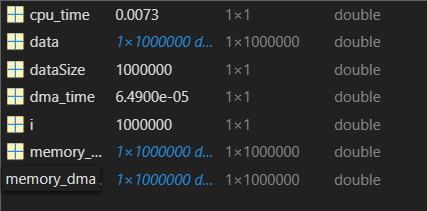 cpu_time 0.0073 1×1 double
data 1×1000000 d... 1×1000000 double
dataSize 1000000 1×1 double
dma_time 6.4900e-05 1×1 double
i 1000000 1×1 double
memory_... 1×1000000 d... 1×1000000 double
memory_dma . 1×1000000 d... 1×1000000 double